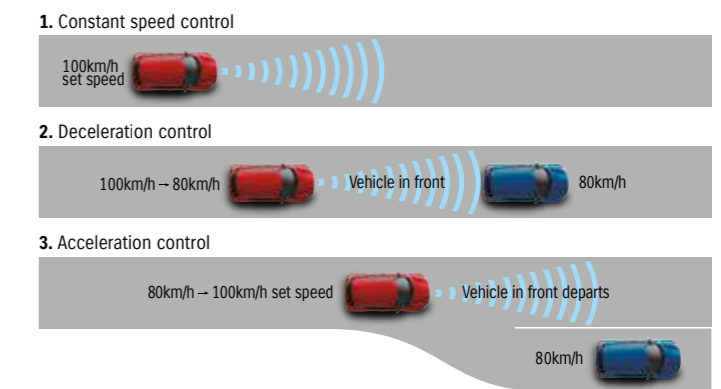 1. Constant speed control
100km/h
set speed
2. Deceleration control
100km/h → 80km/h
Vehicle in front
80km/h
3. Acceleration control
80km/h → 100km/h set speed
Vehicle in front departs
80km/h